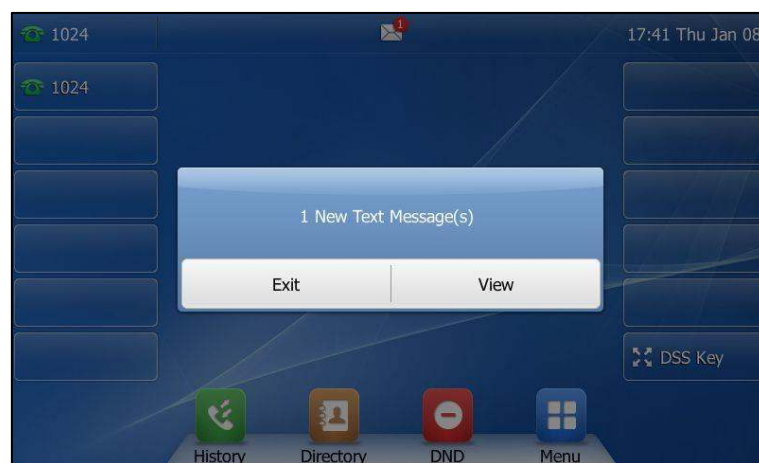 1024
1
17:41 Thu Jan 08
1024
1 New Text Message(s)
Exit
View
DSS Key
History
Directory
DND
Menu